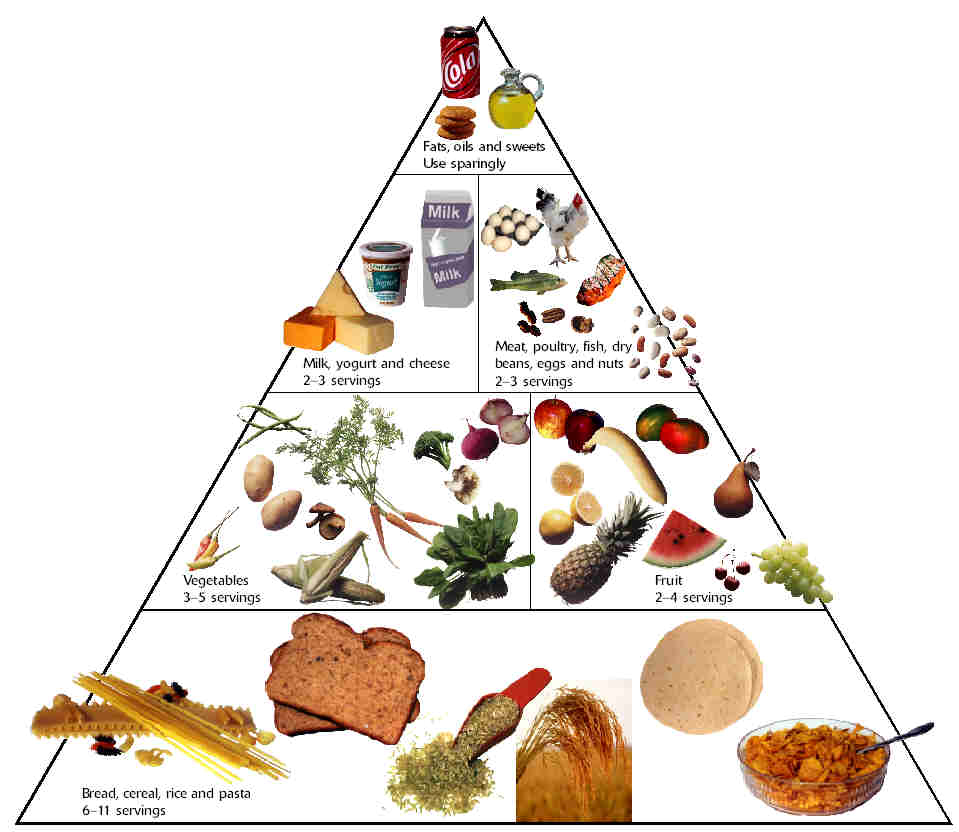 Cola
Fats, oils and sweets
Use sparingly
Milk
Milk
Yogurt
Milk, yogurt and cheese
2–3 servings
Meat, poultry, fish, dry
beans, eggs and nuts
2–3 servings
Vegetables
3–5 servings
Fruit
2–4 servings
Bread, cereal, rice and pasta
6–11 servings